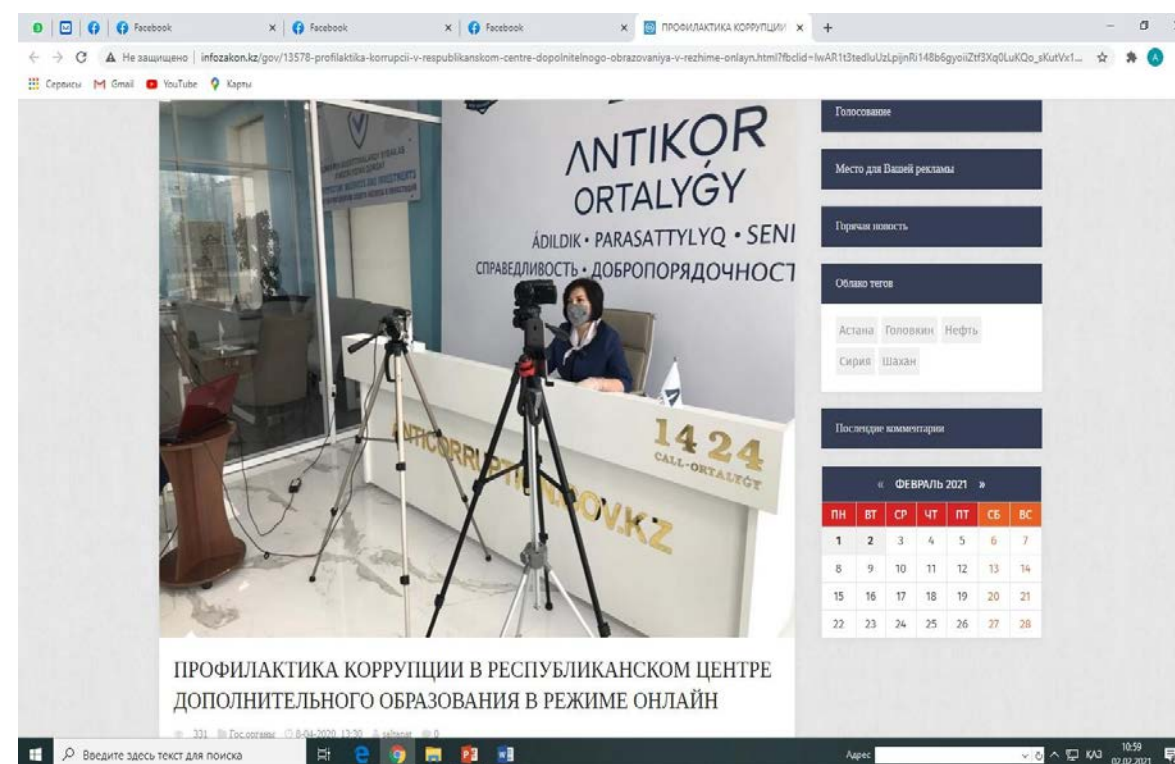 Facebook
Facebook
Facebook
ПРОФИЛАКТИКА КОРРУПЦИИ
Не защищено | infozakon.kz/gov/13578-profilaktika-korrupcii-v-respublikanskom-centre-dopolnitelnogo-obrazovaniya-v-rezhime-onlayn.html?fbclid=
Сервисы Gmail YouTube Карты
ANTIKOR
ORTALYǴY
ÁDILDIK • PARASATTYLYQ • SENI
СПРАВЕДЛИВОСТЬ • ДОБРОПОРЯДОЧНОСТ
14 24
CALL-ORTALYǴY
ANTICORRUPTION.GOV.KZ
ПРОФИЛАКТИКА КОРРУПЦИИ В РЕСПУБЛИКАНСКОМ ЦЕНТРЕ
ДОПОЛНИТЕЛЬНОГО ОБРАЗОВАНИЯ В РЕЖИМЕ ОНЛАЙН
331 Гос.органы 8-04-2020, 13:30 saltanat 0
Голосование
Место для Вашей рекламы
Горячая новость
Облако тегов
Астана Головкин Нефть
Сирия Шахан
Последние комментарии
« ФЕВРАЛЬ 2021 »
ПН ВТ СР ЧТ ПТ СБ ВС
1 2 3 4 5 6 7
8 9 10 11 12 13 14
15 16 17 18 19 20 21
22 23 24 25 26 27 28
Введите здесь текст для поиска
Адрес
ҚАЗ
10:59
02.02.2021